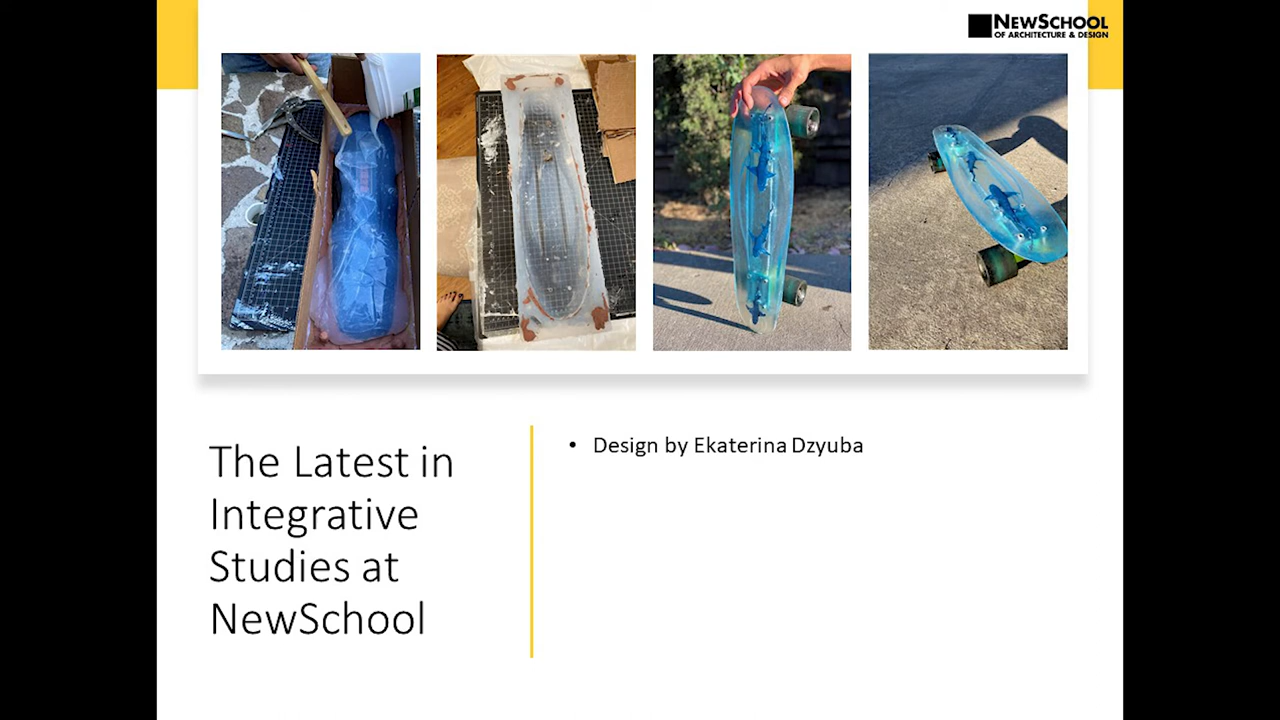 NEWSCHOOL
OF ARCHITECTURE & DESIGN
The Latest in
Integrative
Studies at
NewSchool
• Design by Ekaterina Dzyuba